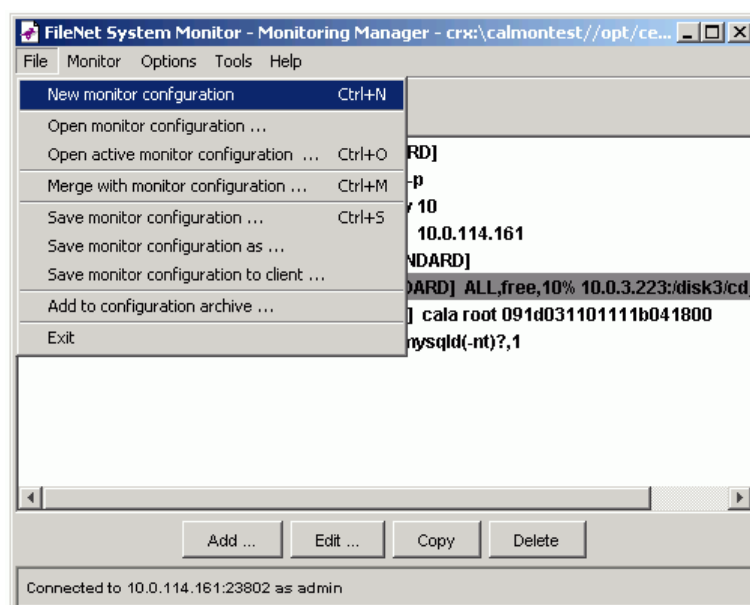 FileNet System Monitor - Monitoring Manager - crx:\calmontest//opt/ce...
File Monitor Options Tools Help
New monitor confguration Ctrl+N
Open monitor configuration ...
Open active monitor configuration ... Ctrl+O
Merge with monitor configuration ... Ctrl+M
Save monitor configuration ... Ctrl+S
Save monitor configuration as ...
Save monitor configuration to client ...
Add to configuration archive ...
Exit
RD]
-p
10
10.0.114.161
NDARD]
DARD] ALL,free,10% 10.0.3.223:/disk3/cd
] cala root 091d031101111b041800
mysqld(-nt)?,1
Add ... Edit ... Copy Delete
Connected to 10.0.114.161:23802 as admin